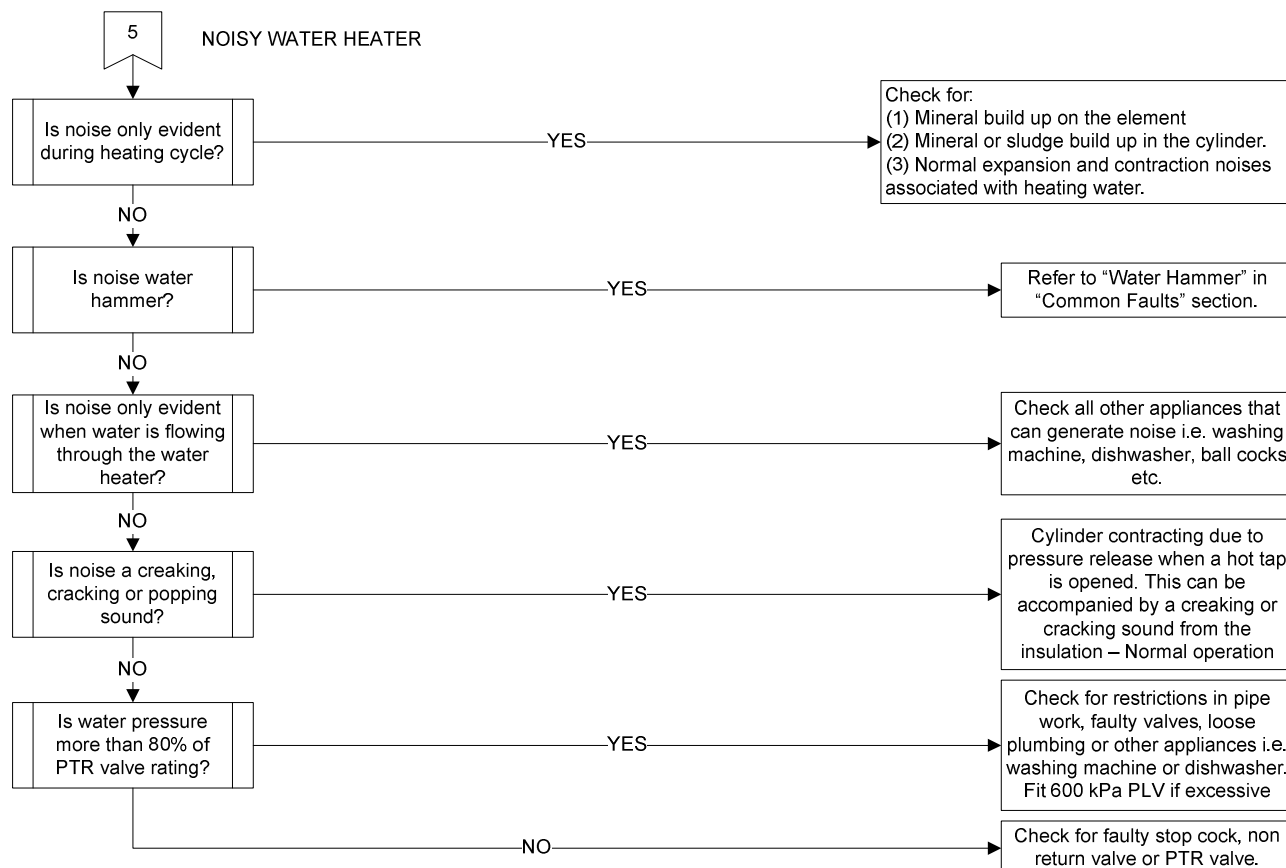 5
NOISY WATER HEATER
Is noise only evident
during heating cycle?
YES
Check for:
(1) Mineral build up on the element
(2) Mineral or sludge build up in the cylinder.
(3) Normal expansion and contraction noises
associated with heating water.
NO
Is noise water
hammer?
YES
Refer to “Water Hammer” in
“Common Faults” section.
NO
Is noise only evident
when water is flowing
through the water
heater?
YES
Check all other appliances that
can generate noise i.e. washing
machine, dishwasher, ball cocks
etc.
NO
Is noise a creaking,
cracking or popping
sound?
YES
Cylinder contracting due to
pressure release when a hot tap
is opened. This can be
accompanied by a creaking or
cracking sound from the
insulation – Normal operation
NO
Is water pressure
more than 80% of
PTR valve rating?
YES
Check for restrictions in pipe
work, faulty valves, loose
plumbing or other appliances i.e.
washing machine or dishwasher.
Fit 600 kPa PLV if excessive
NO
Check for faulty stop cock, non
return valve or PTR valve.